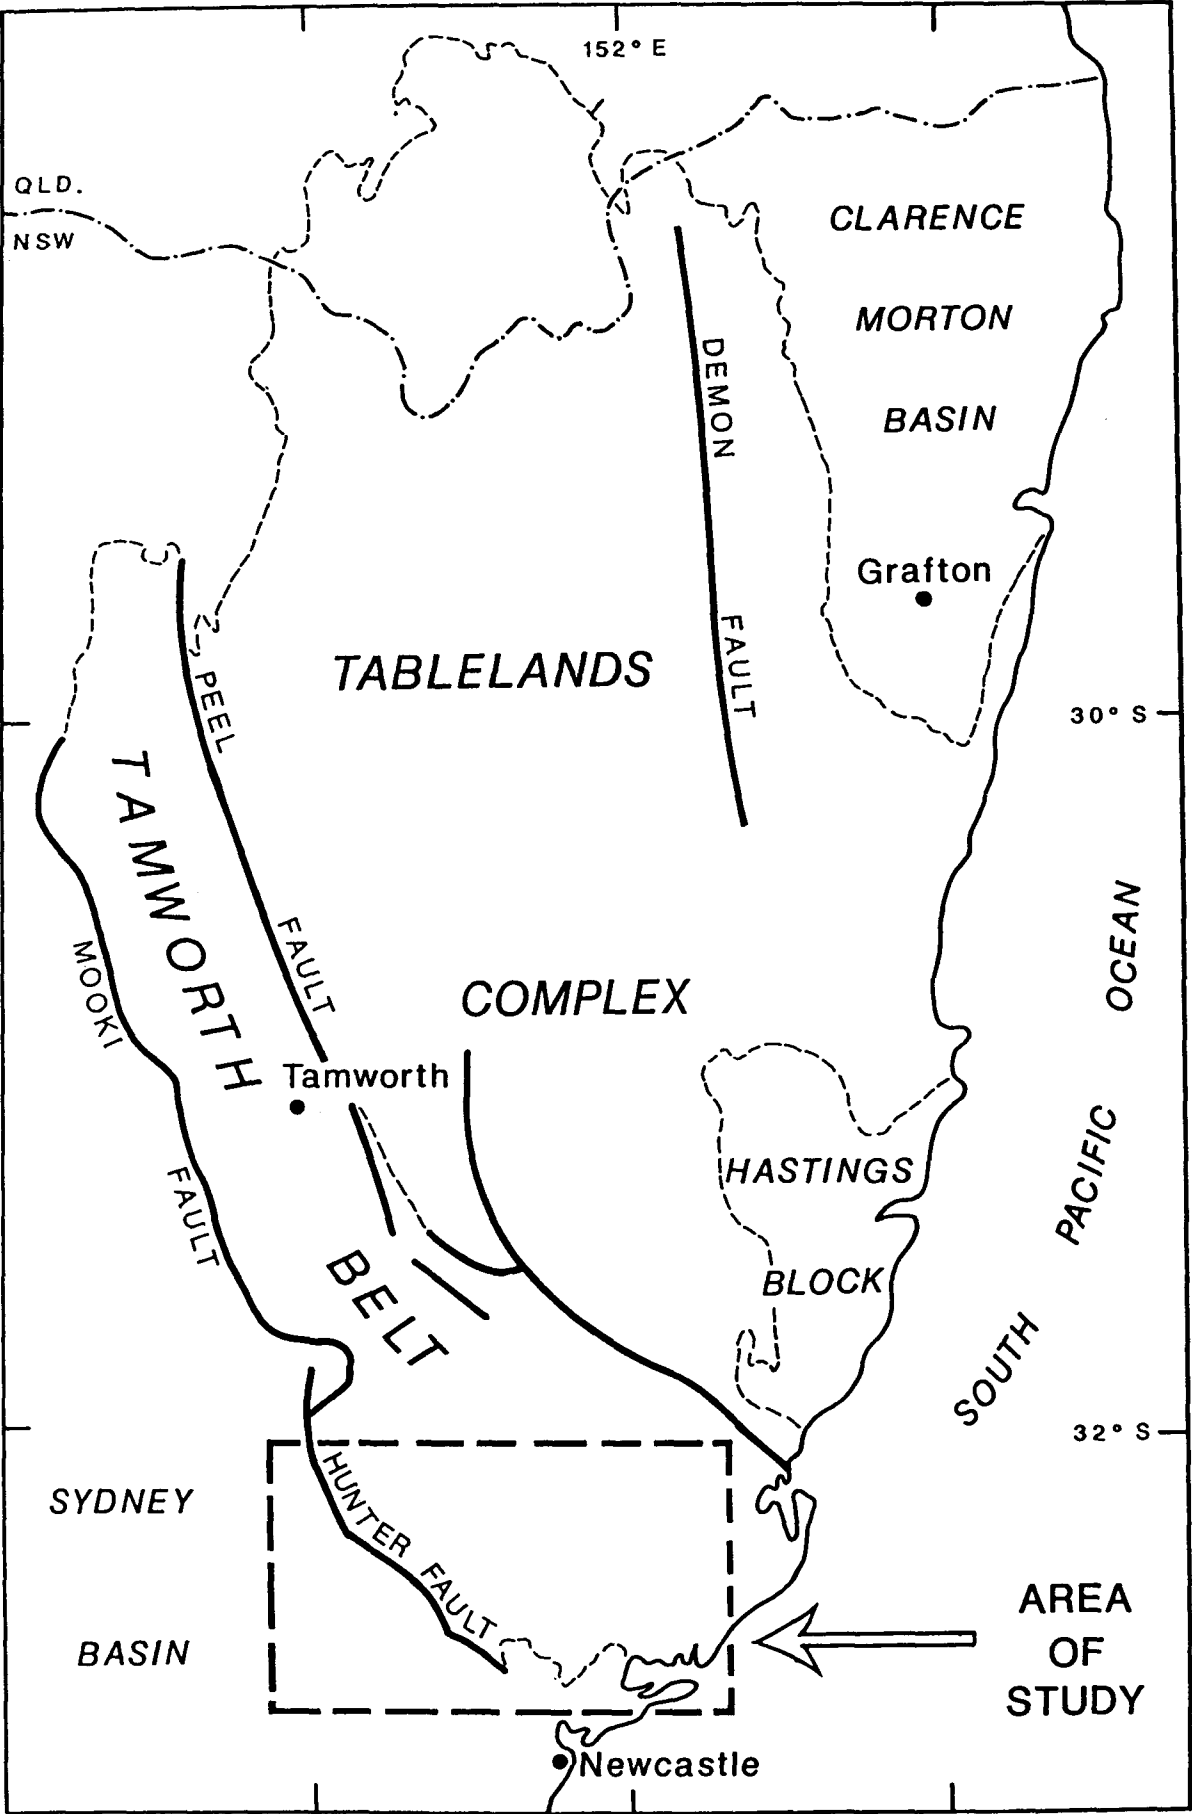 152° E
QLD.
NSW
CLARENCE
MORTON
BASIN
DEMON
FAULT
Grafton
TABLELANDS
PEEL
FAULT
30° S
TAMWORTH
BELT
MOOKI
FAULT
COMPLEX
Tamworth
HASTINGS
BLOCK
SOUTH
PACIFIC
OCEAN
32° S
SYDNEY
BASIN
HUNTER FAULT
AREA
OF
STUDY
Newcastle